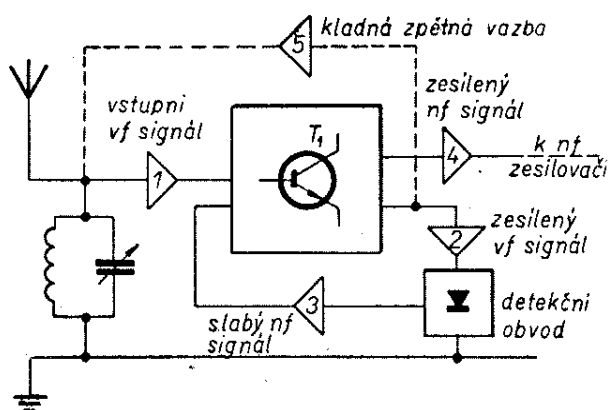 kladná zpětná vazba
5
vstupní
vf signál
zesílený
nf signál
T1
1
4
k nf
zesilovači
2
zesílený
vf signál
3
slabý nf
signál
detekční
obvod